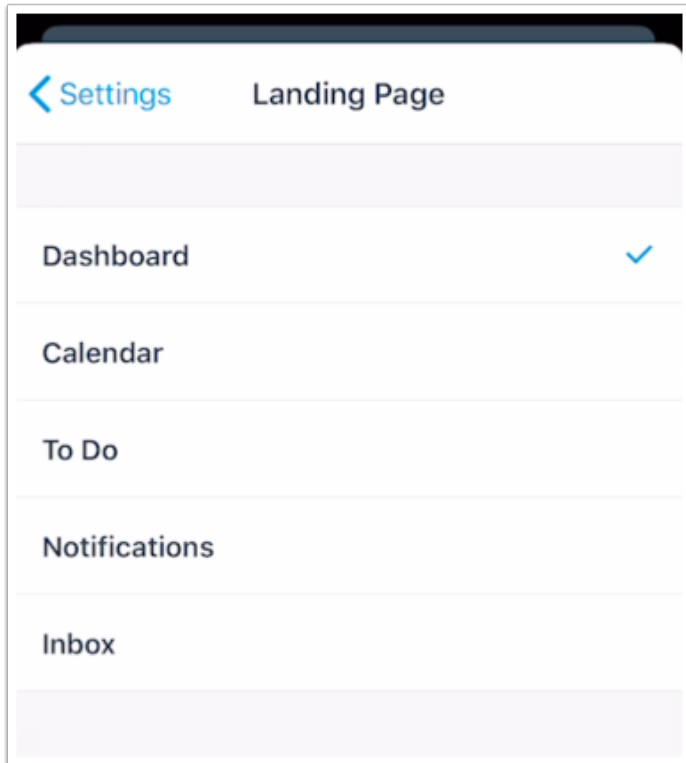 Settings Landing Page
Dashboard
Calendar
To Do
Notifications
Inbox